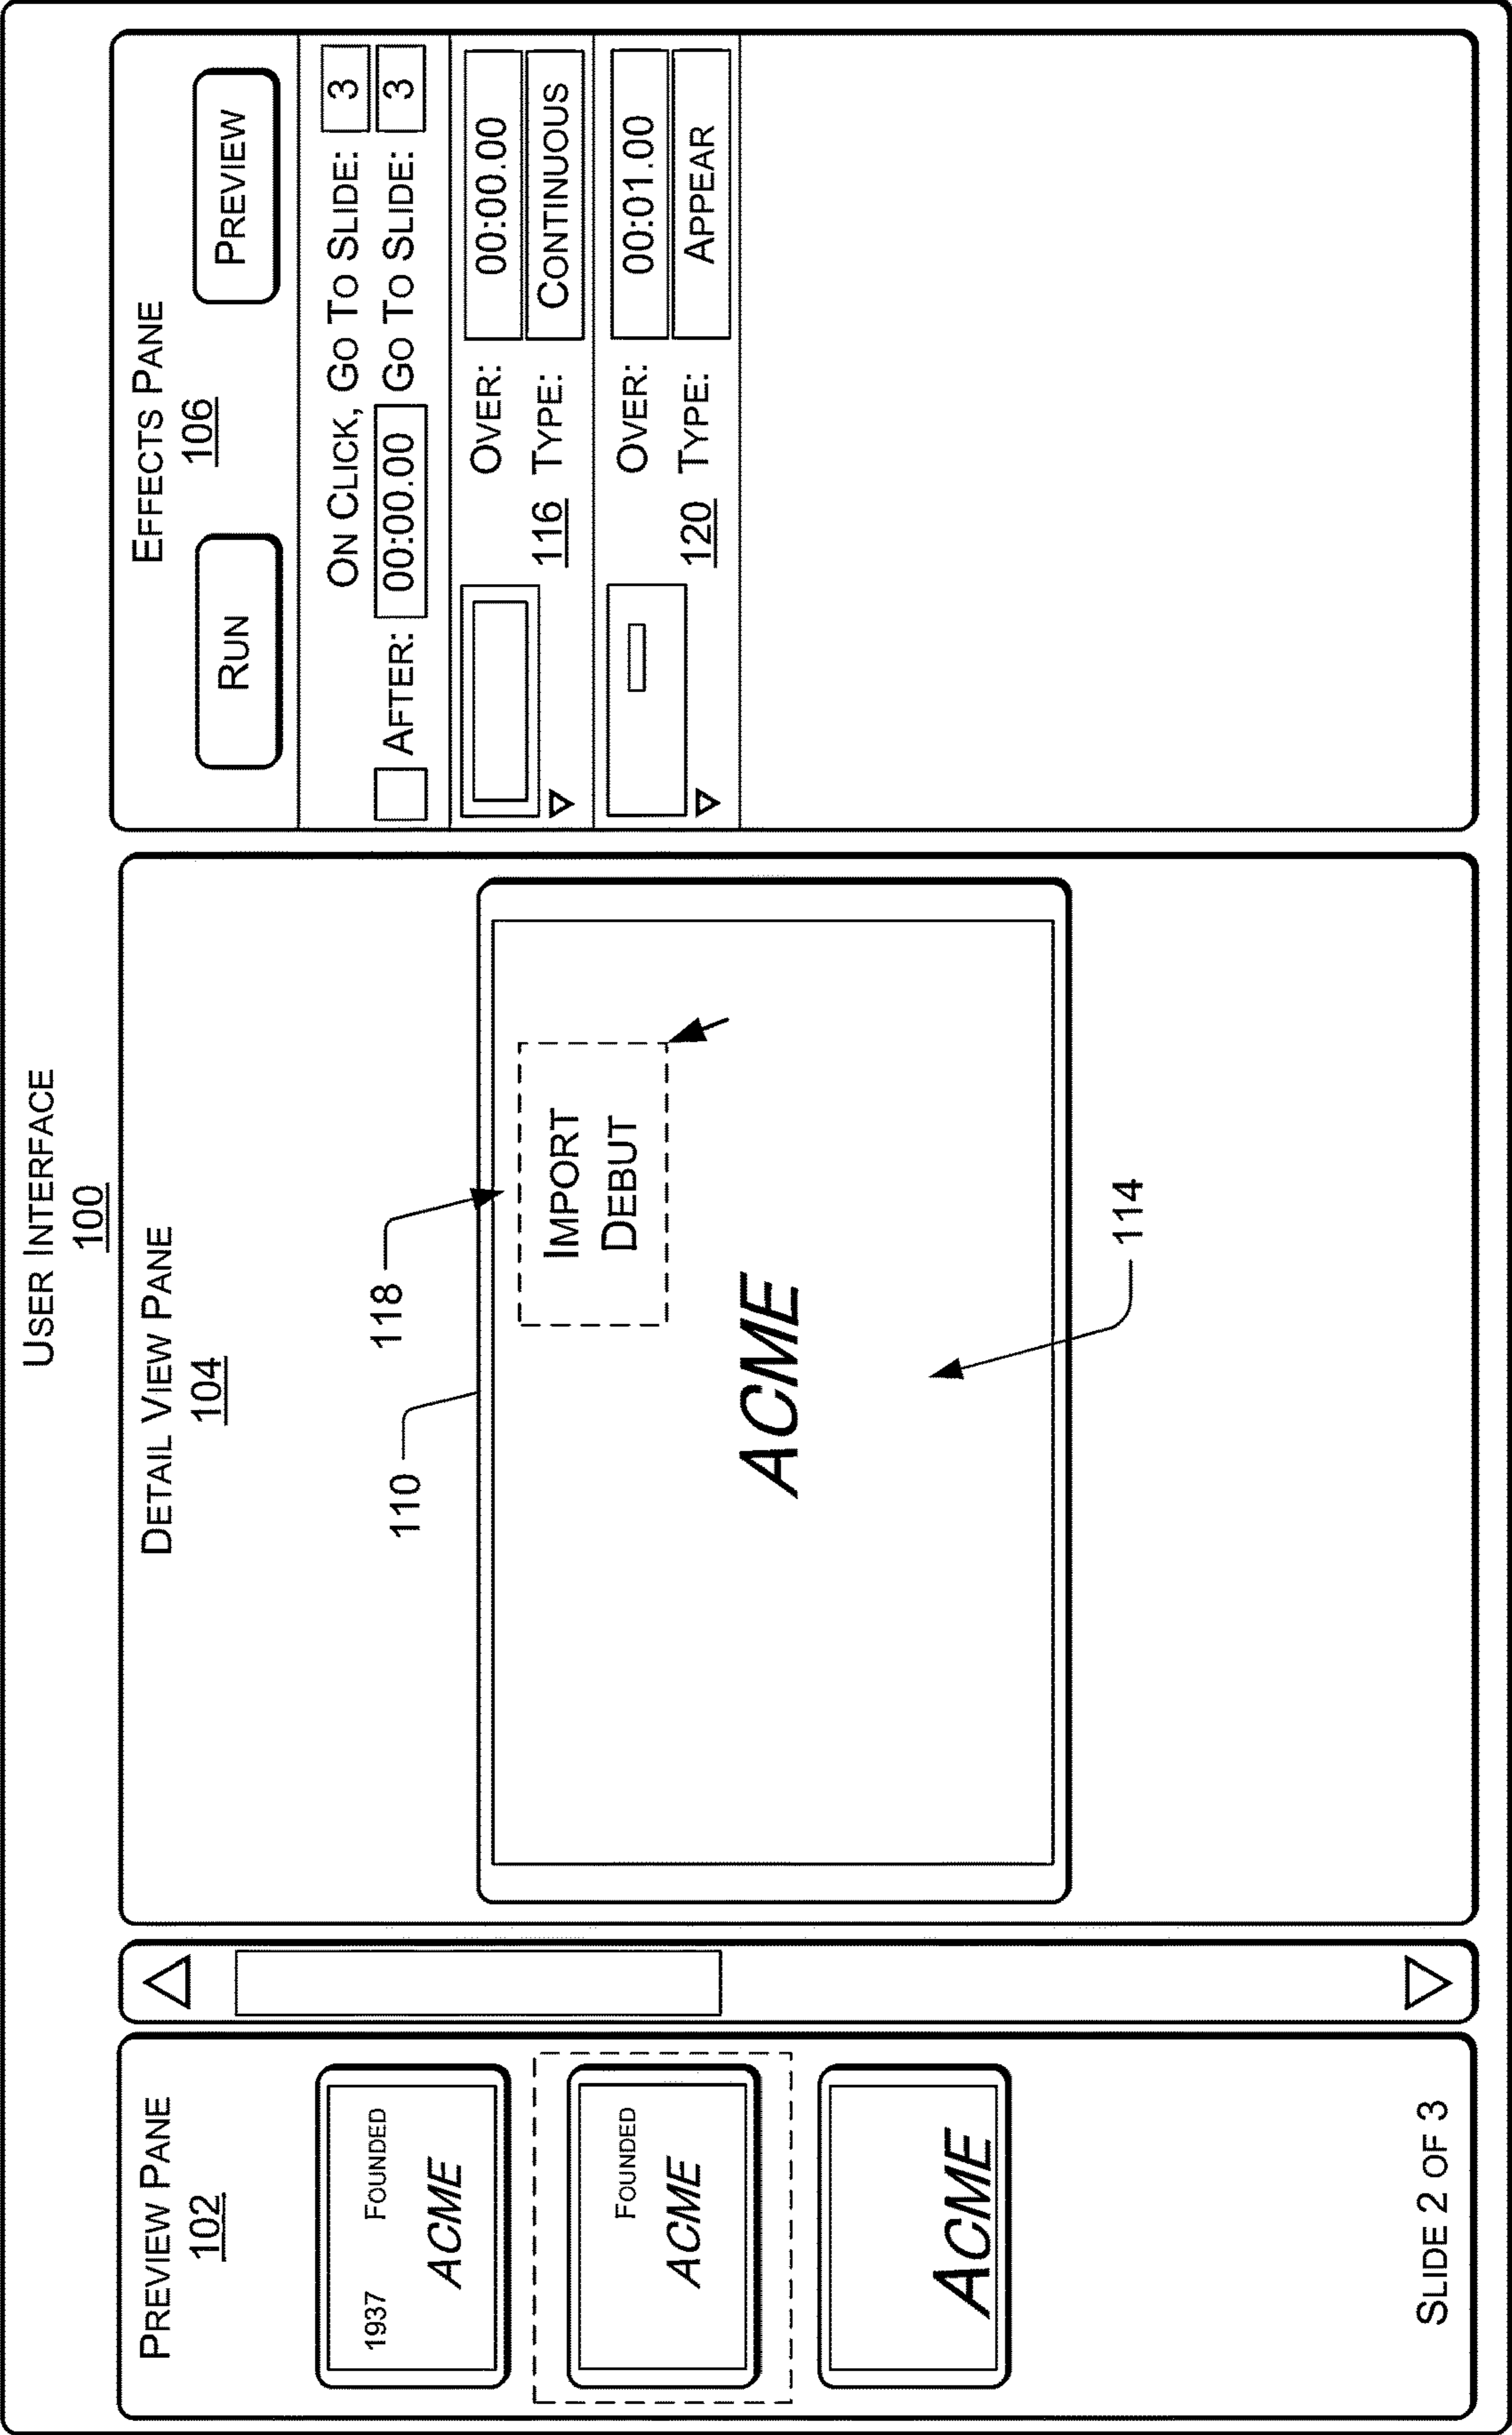 USER INTERFACE
100
PREVIEW PANE
102
1937 FOUNDED
ACME
FOUNDED
ACME
ACME
SLIDE 2 OF 3
DETAIL VIEW PANE
104
110
118
IMPORT
DEBUT
ACME
114
EFFECTS PANE
106
RUN
PREVIEW
ON CLICK, GO TO SLIDE: 3
AFTER: 00:00.00 GO TO SLIDE: 3
OVER: 00:00.00
116 TYPE: CONTINUOUS
OVER: 00:01.00
120 TYPE: APPEAR